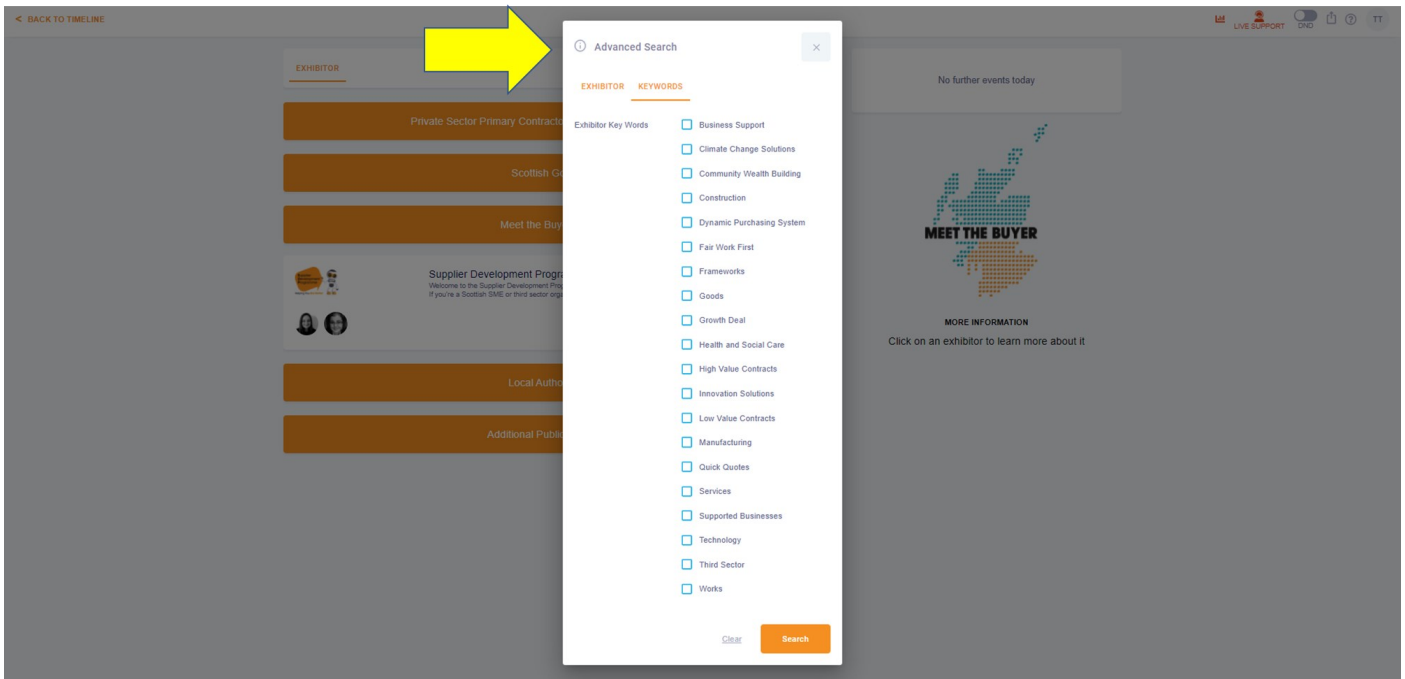 < BACK TO TIMELINE
LIVE SUPPORT
DND
TT
EXHIBITOR
Private Sector Primary Contracto
Scottish Go
Meet the Buy
Supplier Development Progra
Welcome to the Supplier Development Prog
If you're a Scottish SME or third sector orga
Local Autho
Additional Public
Advanced Search
EXHIBITOR KEYWORDS
Exhibitor Key Words
Business Support
Climate Change Solutions
Community Wealth Building
Construction
Dynamic Purchasing System
Fair Work First
Frameworks
Goods
Growth Deal
Health and Social Care
High Value Contracts
Innovation Solutions
Low Value Contracts
Manufacturing
Quick Quotes
Services
Supported Businesses
Technology
Third Sector
Works
Clear Search
No further events today
MEET THE BUYER
MORE INFORMATION
Click on an exhibitor to learn more about it